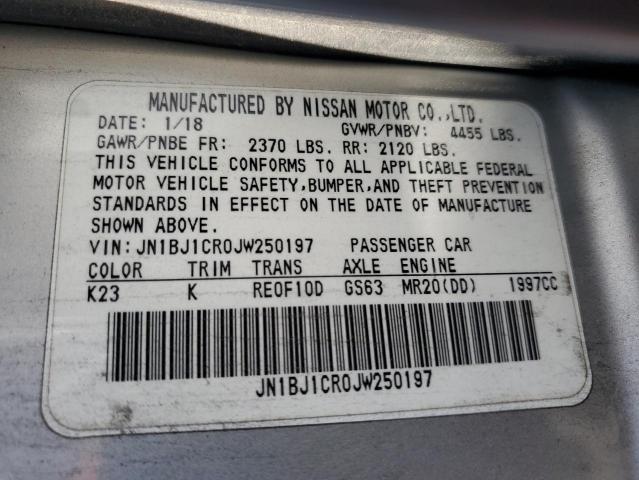 MANUFACTURED BY NISSAN MOTOR CO.,LTD.
DATE: 1/18 GVWR/PNBV: 4455 LBS.
GAWR/PNBE FR: 2370 LBS. RR: 2120 LBS.
THIS VEHICLE CONFORMS TO ALL APPLICABLE FEDERAL
MOTOR VEHICLE SAFETY,BUMPER,AND THEFT PREVENTION
STANDARDS IN EFFECT ON THE DATE OF MANUFACTURE
SHOWN ABOVE.
VIN: JN1BJ1CR0JW250197 PASSENGER CAR
COLOR TRIM TRANS AXLE ENGINE
K23 K RE0F10D GS63 MR20(DD) 1997CC
JN1BJ1CR0JW250197